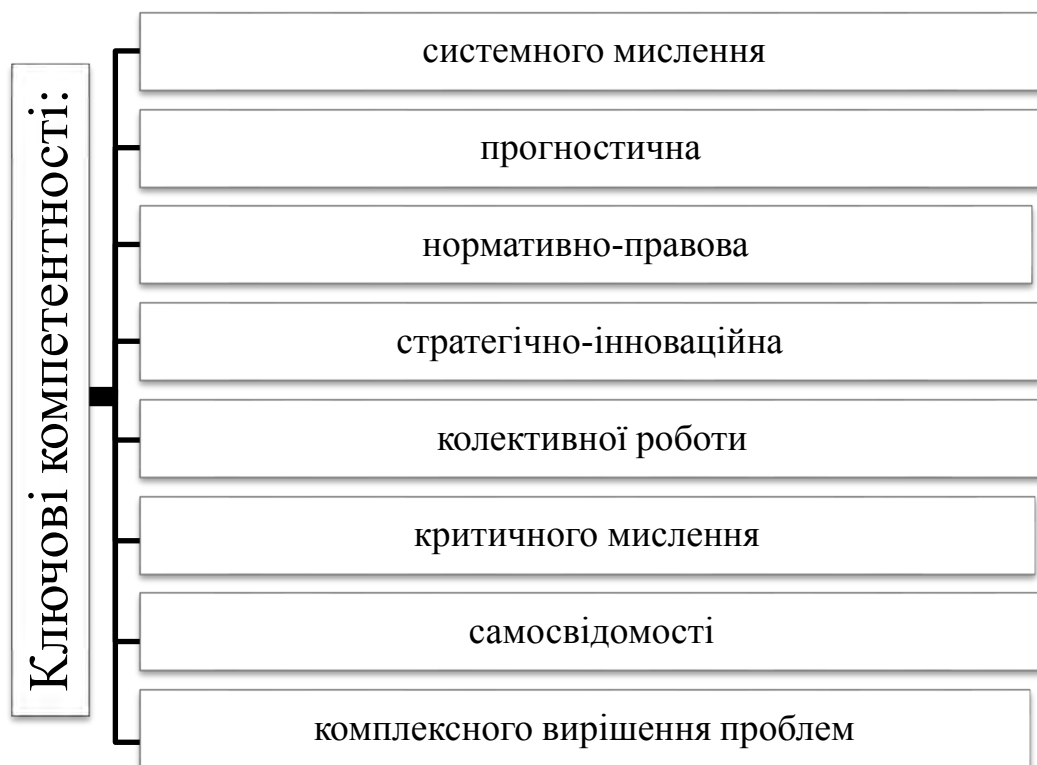 Ключові компетентності:
системного мислення
прогностична
нормативно-правова
стратегічно-інноваційна
колективної роботи
критичного мислення
самосвідомості
комплексного вирішення проблем